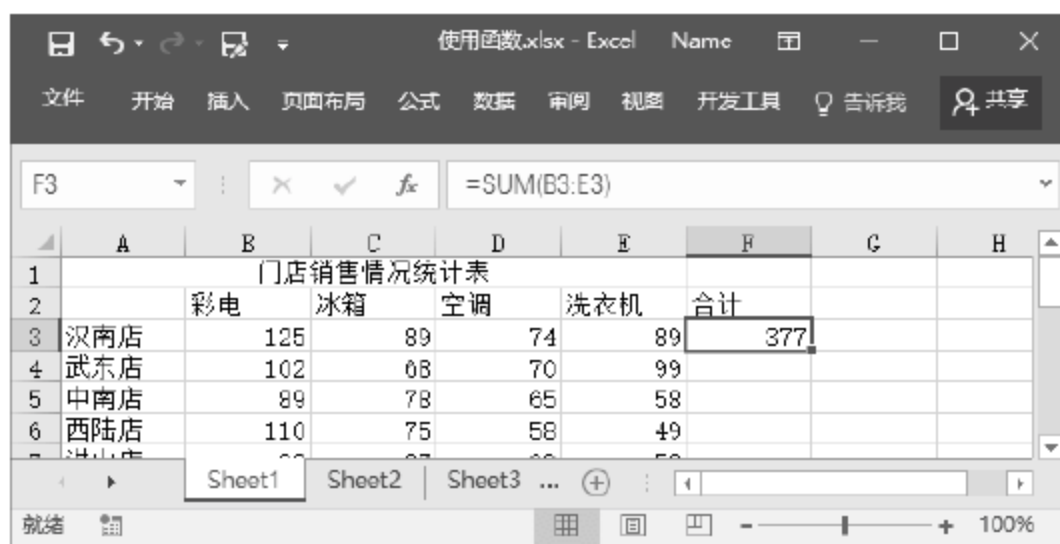 使用函数.xlsx - Excel Name
文件 开始 插入 页面布局 公式 数据 审阅 视图 开发工具 告诉我 共享
F3 fx =SUM(B3:E3)
A B C D E F G H
1 门店销售情况统计表
2 彩电 冰箱 空调 洗衣机 合计
3 汉南店 125 89 74 89 377
4 武东店 102 68 70 99
5 中南店 89 78 65 58
6 西陆店 110 75 58 49
Sheet1 Sheet2 Sheet3 ...
就绪 100%